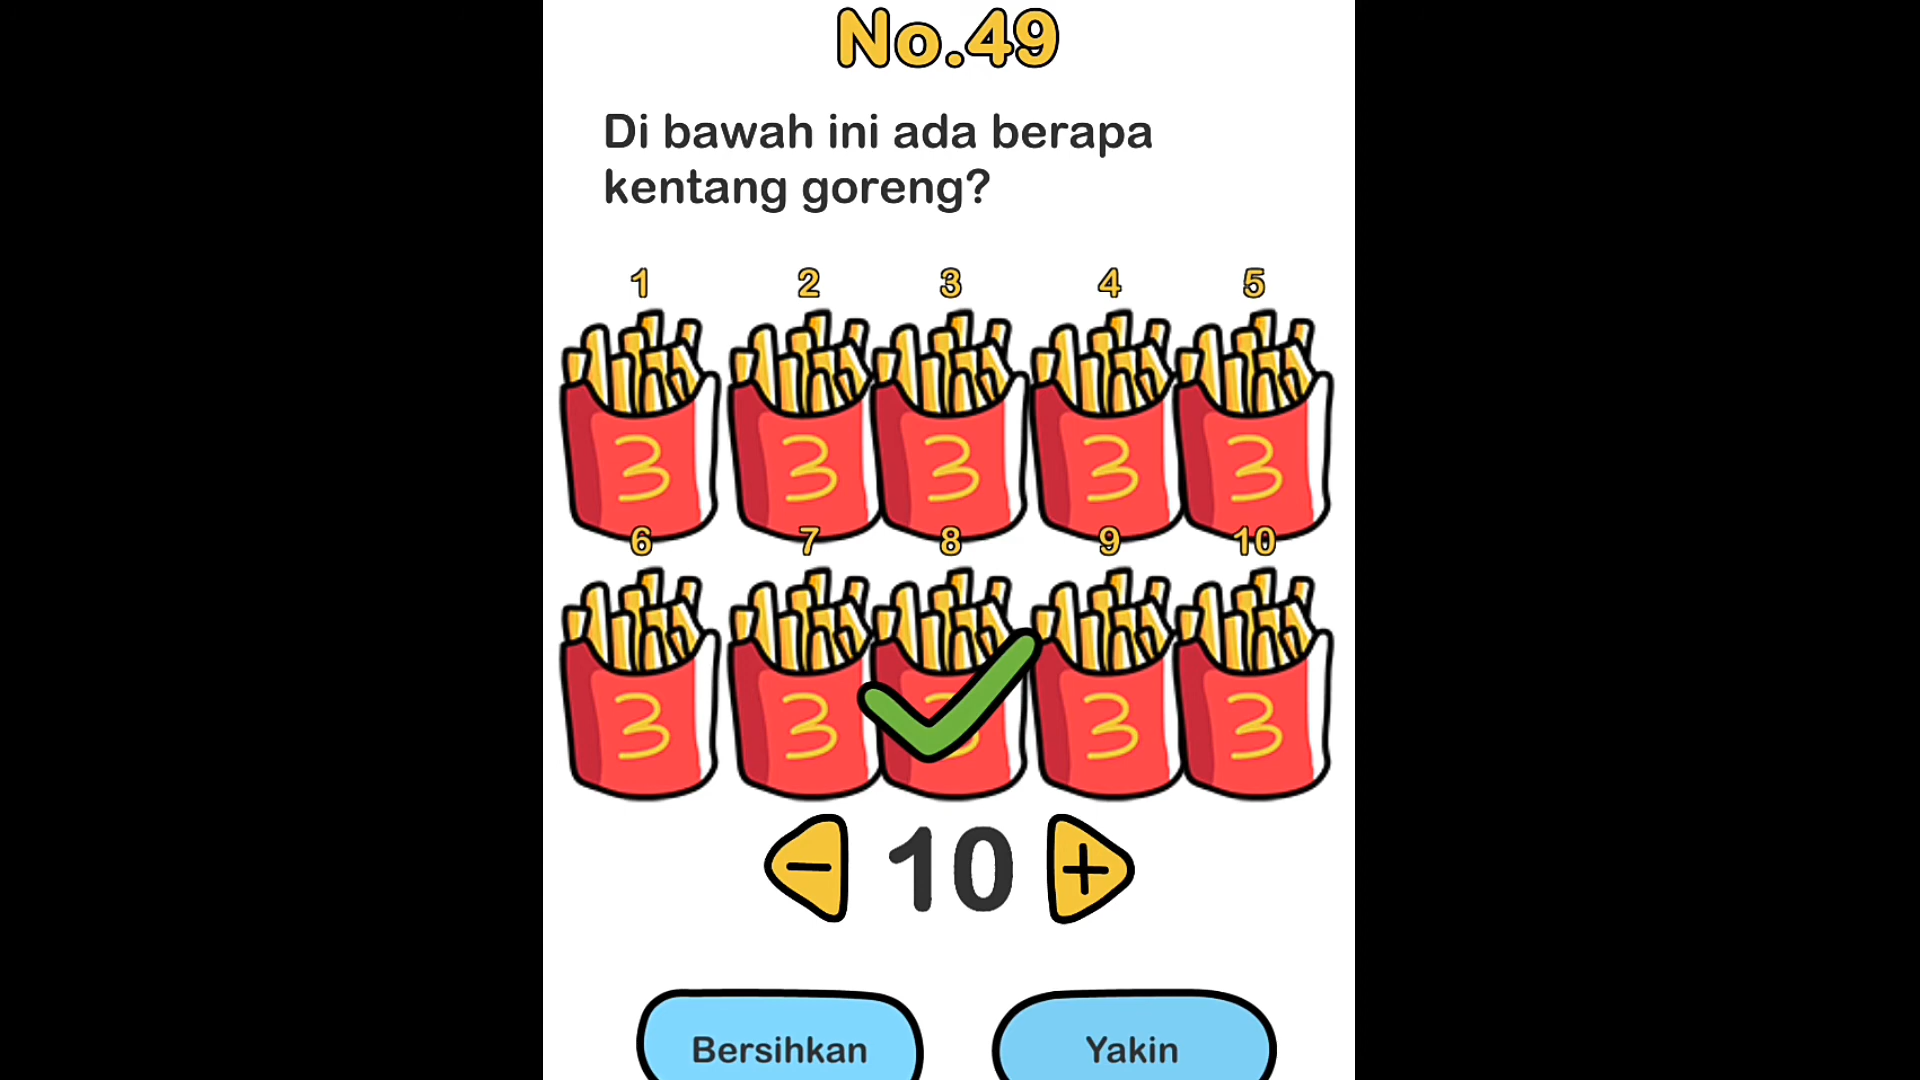 No.49
Di bawah ini ada berapa
kentang goreng?
1 2 3 4 5
3 3 3 3 3
6 7 8 9 10
3 3 3 3 3
- 10 +
Bersihkan Yakin